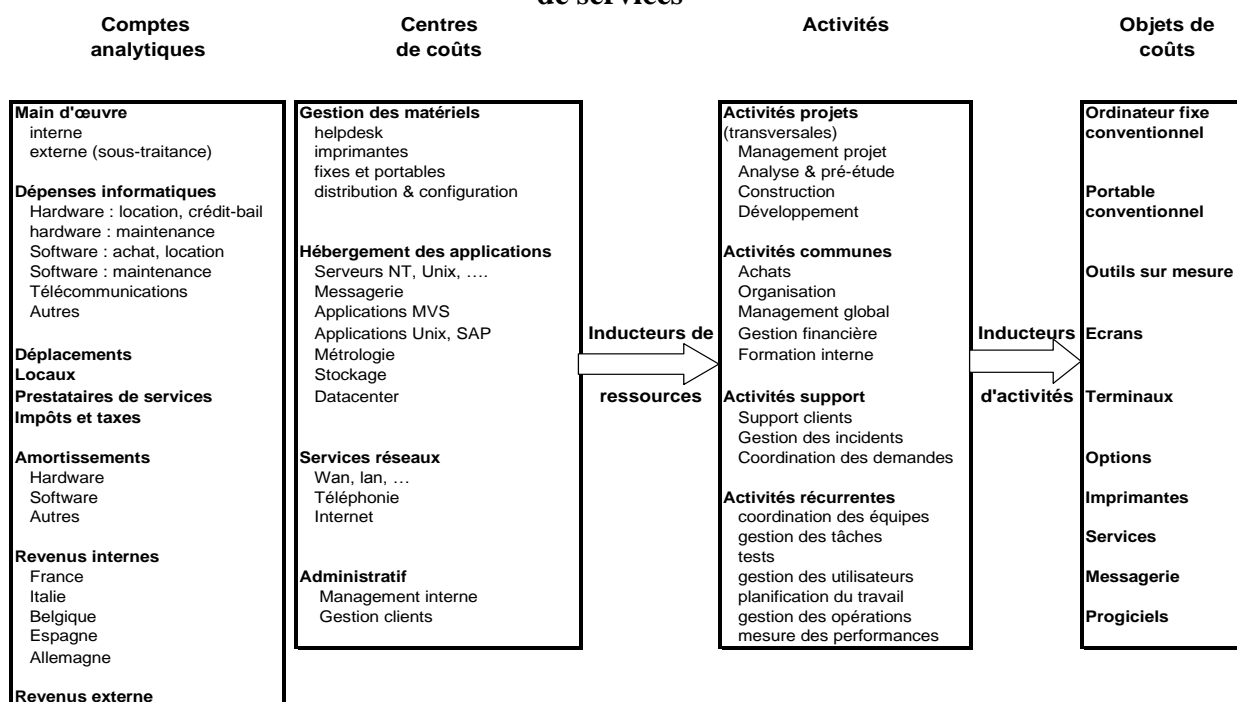 de services
Comptes
analytiques
Centres
de coûts
Activités
Objets de
coûts
Main d'œuvre
interne
externe (sous-traitance)
Dépenses informatiques
Hardware : location, crédit-bail
hardware : maintenance
Software : achat, location
Software : maintenance
Télécommunications
Autres
Déplacements
Locaux
Prestataires de services
Impôts et taxes
Amortissements
Hardware
Software
Autres
Revenus internes
France
Italie
Belgique
Espagne
Allemagne
Revenus externe
Gestion des matériels
helpdesk
imprimantes
fixes et portables
distribution & configuration
Hébergement des applications
Serveurs NT, Unix, ….
Messagerie
Applications MVS
Applications Unix, SAP
Métrologie
Stockage
Datacenter
Services réseaux
Wan, lan, …
Téléphonie
Internet
Administratif
Management interne
Gestion clients
Inducteurs de
ressources
Activités projets
(transversales)
Management projet
Analyse & pré-étude
Construction
Développement
Activités communes
Achats
Organisation
Management global
Gestion financière
Formation interne
Activités support
Support clients
Gestion des incidents
Coordination des demandes
Activités récurrentes
coordination des équipes
gestion des tâches
tests
gestion des utilisateurs
planification du travail
gestion des opérations
mesure des performances
Inducteurs
d'activités
Ordinateur fixe
conventionnel
Portable
conventionnel
Outils sur mesure
Ecrans
Terminaux
Options
Imprimantes
Services
Messagerie
Progiciels